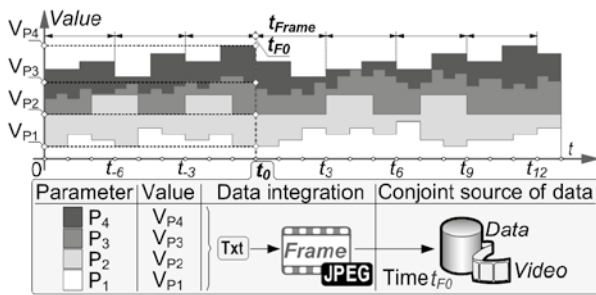 Value
V_P4
V_P3
V_P2
V_P1
0
t_Frame
t_F0
t_-6 t_-3 t_0 t_3 t_6 t_9 t_12 t
Parameter Value Data integration Conjoint source of data
P_4 V_P4
P_3 V_P3
P_2 V_P2
P_1 V_P1
Txt
Frame
JPEG
Data
Video
Time t_F0